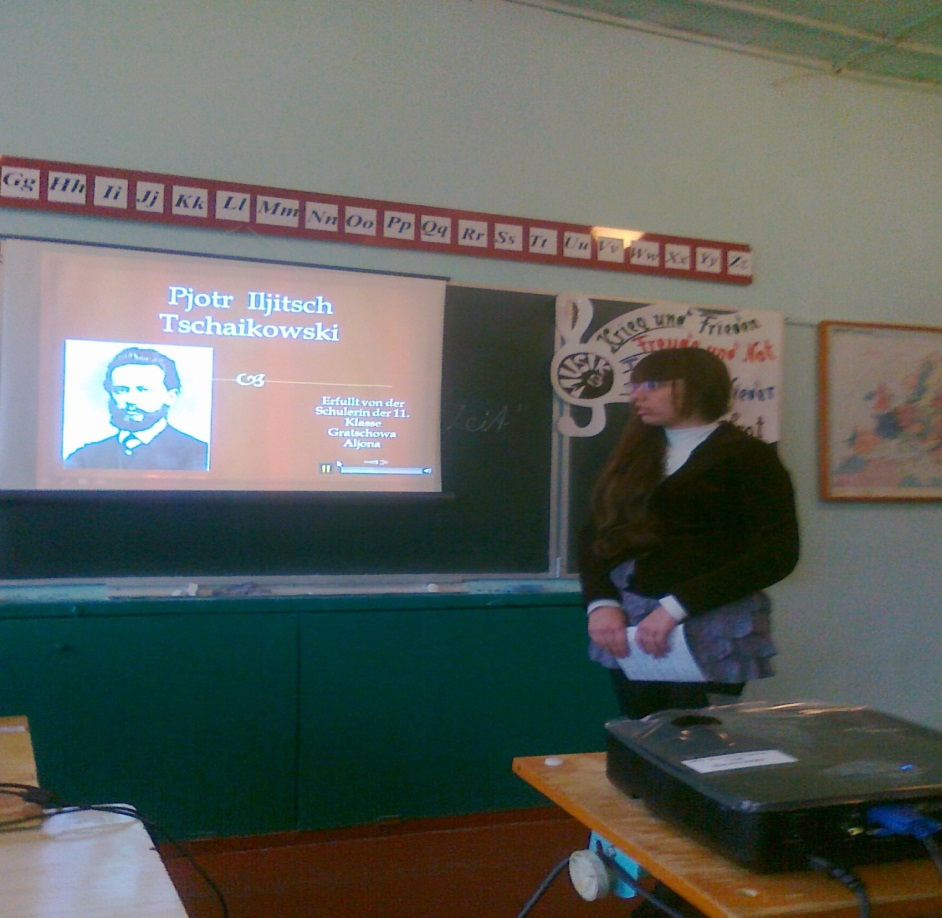 Gg Hh Ii Jj Kk Ll Mm Nn Oo Pp Qq Rr Ss Tt Uu Vv Ww Xx Yy Zz
Pjotr Iljitsch
Tschaikowski
Erfullt von der
Schulerin der 11.
Klasse
Gratschowa
Aljona
Zeit"
MUSIK
Krieg und Frieden
Freude und Not